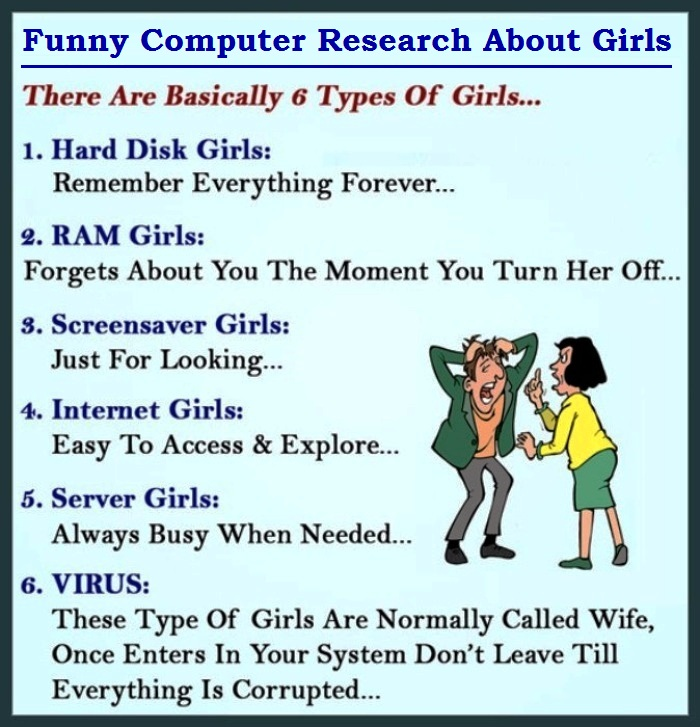 Funny Computer Research About Girls
There Are Basically 6 Types Of Girls...
1. Hard Disk Girls:
Remember Everything Forever...
2. RAM Girls:
Forgets About You The Moment You Turn Her Off...
3. Screensaver Girls:
Just For Looking...
4. Internet Girls:
Easy To Access & Explore...
5. Server Girls:
Always Busy When Needed...
6. VIRUS:
These Type Of Girls Are Normally Called Wife,
Once Enters In Your System Don't Leave Till
Everything Is Corrupted...